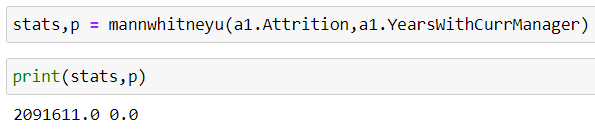 stats,p = mannwhitneyu(a1.Attrition,a1.YearsWithCurrManager)
print(stats,p)
2091611.0 0.0